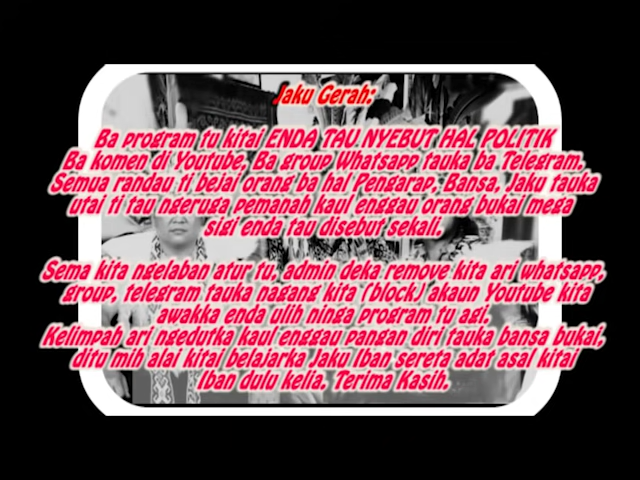 Jaku Gerah:
Ba program tu kitai ENDA TAU NYEBUT HAL POLITIK
Ba komen di Youtube, Ba group Whatsapp tauka ba Telegram,
Semua randau ti bejai orang ba hal Pengarap, Bansa, Jaku tauka
utai ti tau ngeruga pemanah kaul enggau orang bukai mega
sigi enda tau disebut sekali.
Sema kita ngelaban atur tu, admin deka remove kita ari whatsapp,
group, telegram tauka nagang kita (block) akaun Youtube kita
awakka enda ulih ninga program tu agi.
Kelimpah ari ngedutka kaul enggau pangan diri tauka bansa bukai,
ditu mih alai kitai belajarka Jaku Iban sereta adat asal kitai
Iban dulu kelia. Terima Kasih.